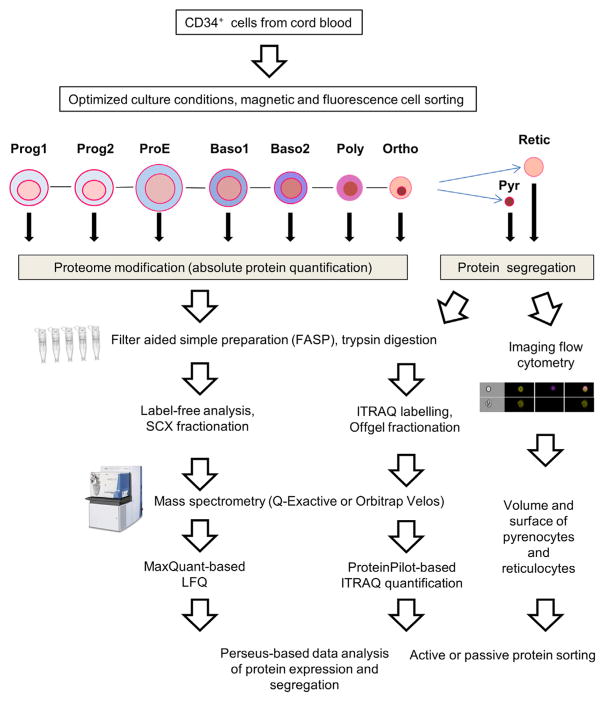 CD34+ cells from cord blood
Optimized culture conditions, magnetic and fluorescence cell sorting
Prog1 Prog2 ProE Baso1 Baso2 Poly Ortho
Retic
Pyr
Proteome modification (absolute protein quantification)
Protein segregation
Filter aided simple preparation (FASP), trypsin digestion
Imaging flow
cytometry
Label-free analysis,
SCX fractionation
ITRAQ labelling,
Offgel fractionation
Mass spectrometry (Q-Exactive or Orbitrap Velos)
Volume and
surface of
pyrenocytes
and
reticulocytes
MaxQuant-based
LFQ
ProteinPilot-based
ITRAQ quantification
Perseus-based data analysis
of protein expression and
segregation
Active or passive protein sorting